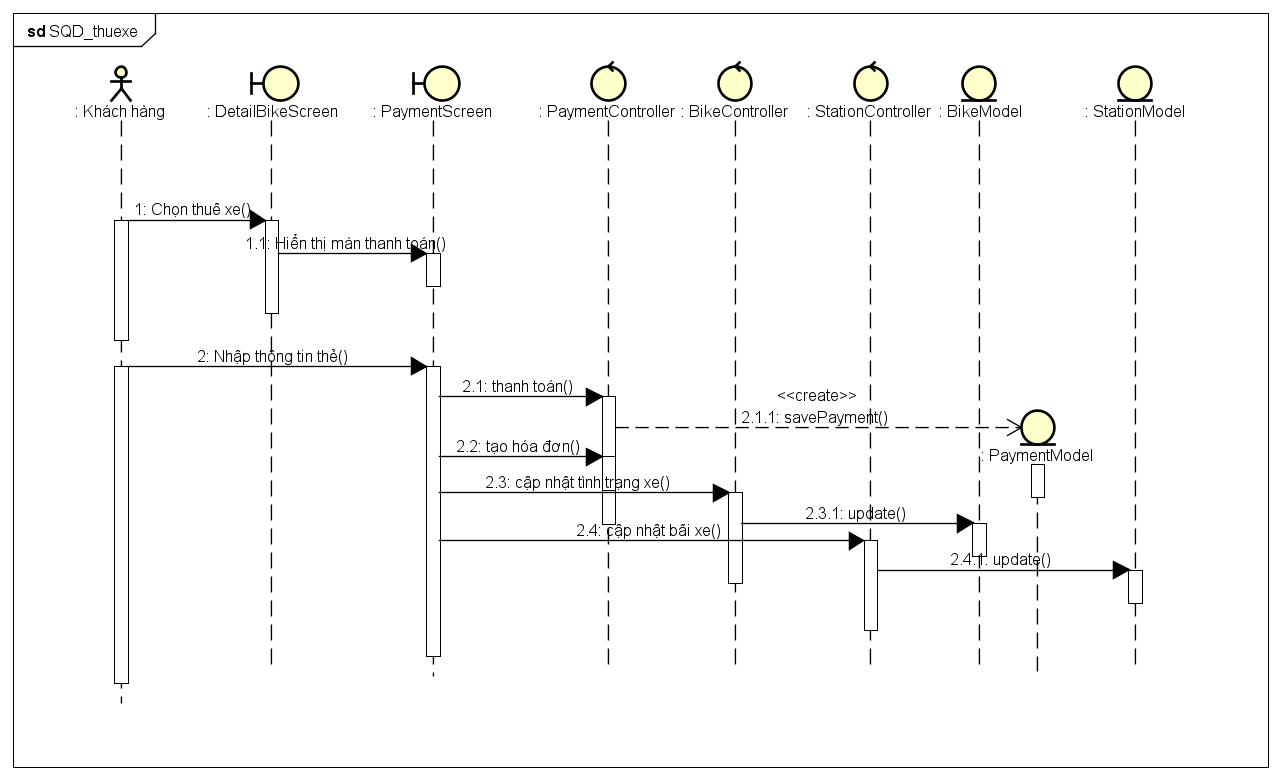 sd SQD_thuexe
: Khách hàng
: DetailBikeScreen
: PaymentScreen
: PaymentController
: BikeController
: StationController
: BikeModel
: StationModel
1: Chọn thuê xe()
1.1: Hiển thị màn thanh toán()
2: Nhập thông tin thẻ()
2.1: thanh toán()
<<create>>
2.1.1: savePayment()
2.2: tạo hóa đơn()
: PaymentModel
2.3: cập nhật tình trạng xe()
2.3.1: update()
2.4: cập nhật bãi xe()
2.4.1: update()